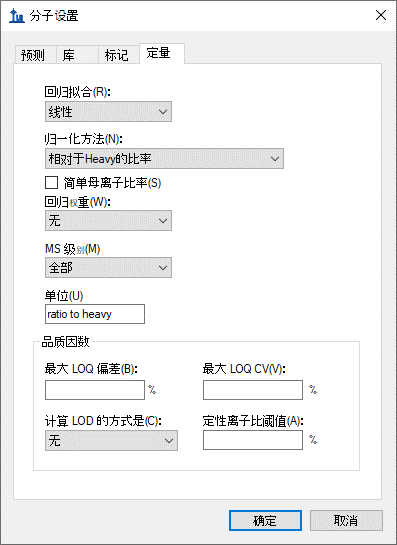 分子设置
预测 库 标记 定量
回归拟合(R):
线性
归一化方法(N):
相对于Heavy的比率
简单母离子比率(S)
回归权重(W):
无
MS 级别(M)
全部
单位(U)
ratio to heavy
品质因数
最大 LOQ 偏差(B): 最大 LOQ CV(V):
% %
计算 LOD 的方式是(C): 定性离子比阈值(A):
无 %
确定 取消